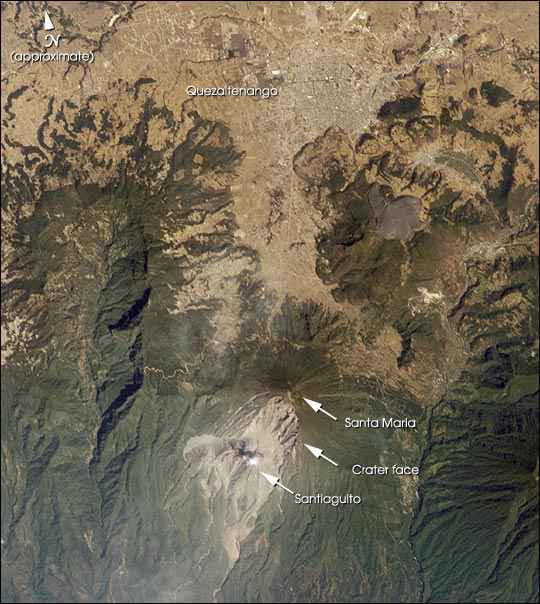 N
(approximate)
Quezaltenango
Santa Maria
Crater face
Santiaguito